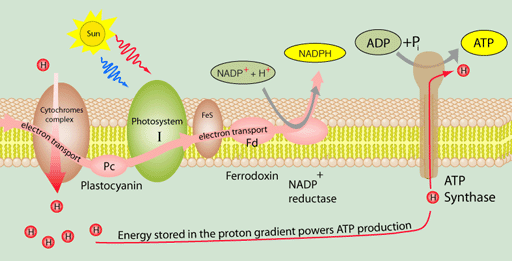 Sun
NADPH
ADP
+Pi
ATP
H
H
NADP+ + H+
Cytochromes
complex
FeS
Photosystem
I
electron transport
electron transport
Fd
Pc
Plastocyanin
Ferrodoxin
NADP+
reductase
ATP
Synthase
H
H
H
H
H
H
H
Energy stored in the proton gradient powers ATP production